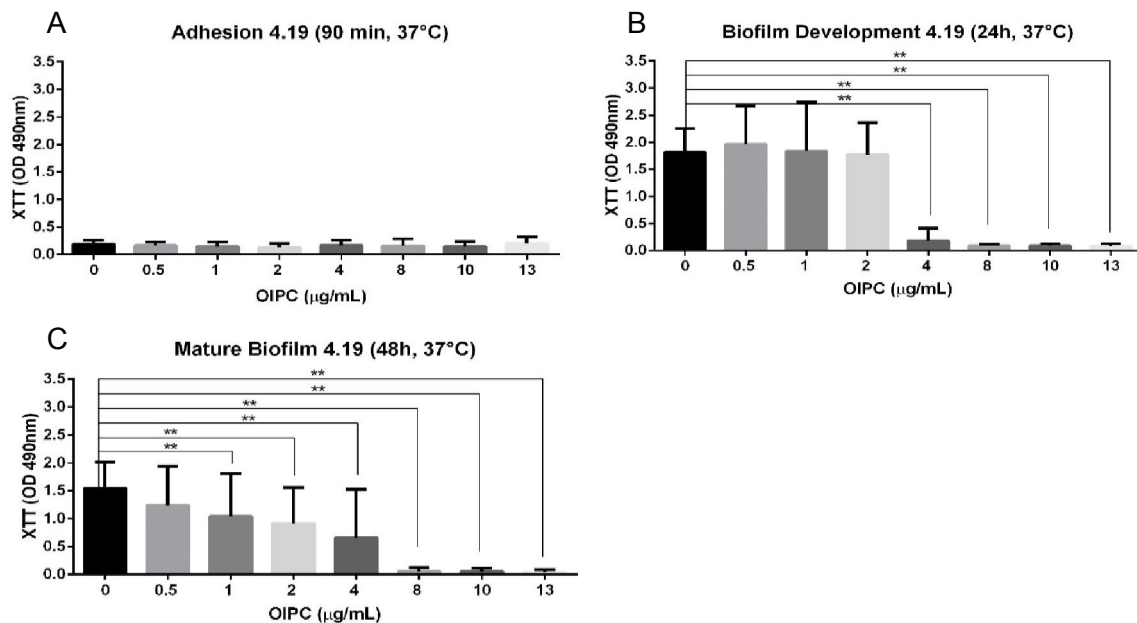 A
Adhesion 4.19 (90 min, 37°C)
3.5
3.0
2.5
2.0
1.5
1.0
0.5
0.0
XTT (OD 490nm)
0 0.5 1 2 4 8 10 13
OIPC (µg/mL)
B
Biofilm Development 4.19 (24h, 37°C)
3.5
3.0
2.5
2.0
1.5
1.0
0.5
0.0
XTT (OD 490nm)
**
**
**
**
0 0.5 1 2 4 8 10 13
OIPC (µg/mL)
C
Mature Biofilm 4.19 (48h, 37°C)
3.5
3.0
2.5
2.0
1.5
1.0
0.5
0.0
XTT (OD 490nm)
**
**
**
**
**
**
0 0.5 1 2 4 8 10 13
OIPC (µg/mL)